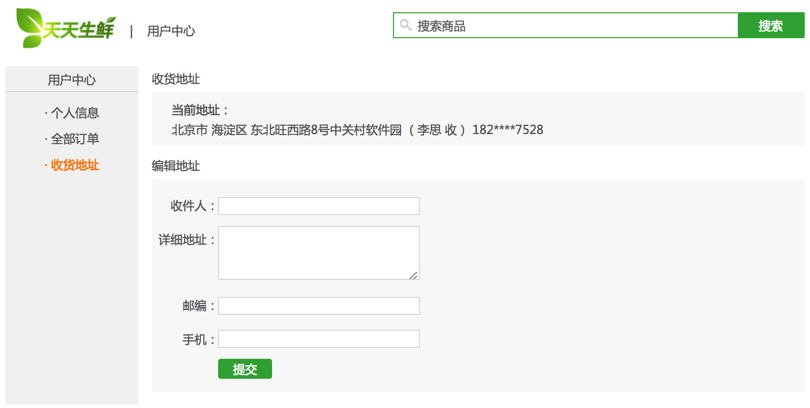 天天生鲜 | 用户中心
搜索商品 搜索
用户中心
· 个人信息
· 全部订单
· 收货地址
收货地址
当前地址：
北京市 海淀区 东北旺西路8号中关村软件园 （ 李思 收 ） 182****7528
编辑地址
收件人：
详细地址：
邮编：
手机：
提交